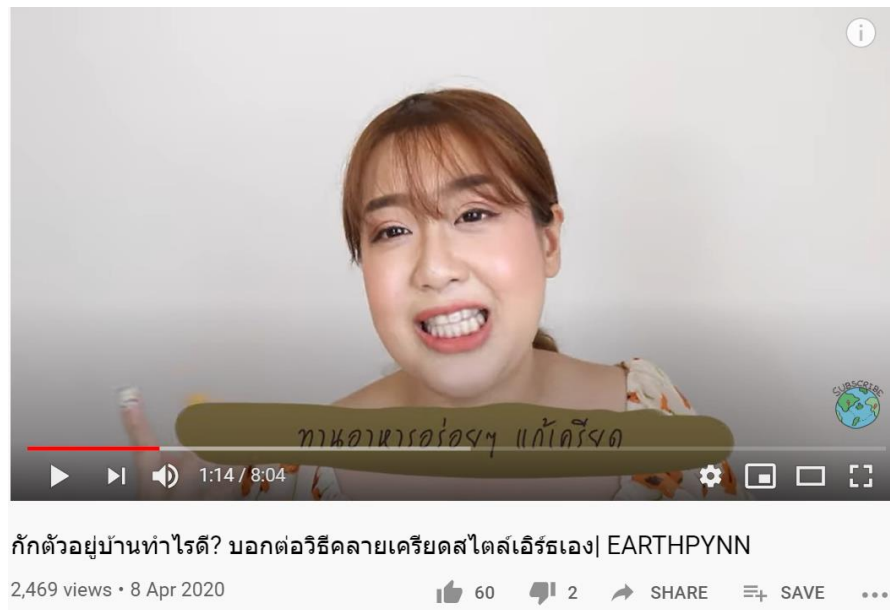 SUBSCRIBE
ทานอาหารอร่อยๆ แก้เครียด
1:14 / 8:04
กักตัวอยู่บ้านทำไรดี? บอกต่อวิธีคลายเครียดสไตล์เอิร์ธเอง| EARTHPYNN
2,469 views • 8 Apr 2020 60 2 SHARE SAVE